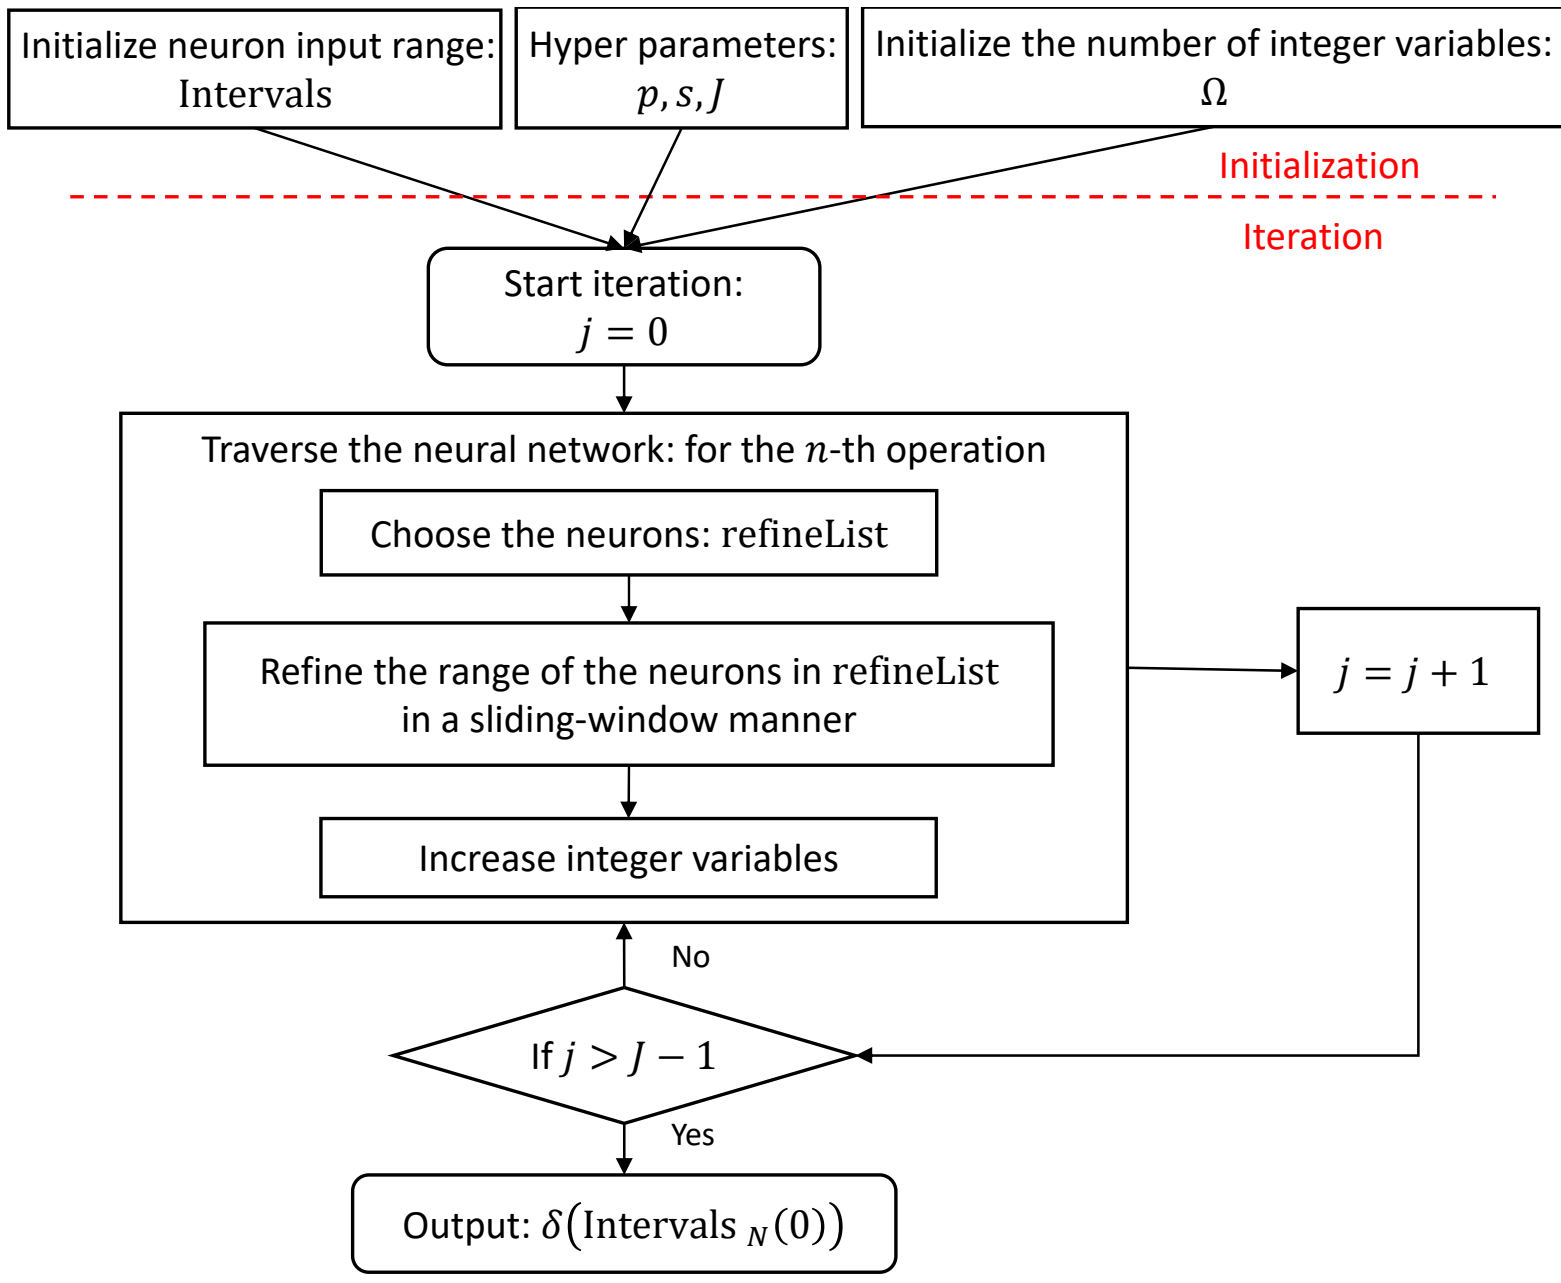 Initialize neuron input range:
Intervals
Hyper parameters:
p, s, J
Initialize the number of integer variables:
Ω
Initialization
Iteration
Start iteration:
j = 0
Traverse the neural network: for the n-th operation
Choose the neurons: refineList
Refine the range of the neurons in refineList
in a sliding-window manner
Increase integer variables
j = j + 1
No
If j > J − 1
Yes
Output: δ(Intervals N(0))